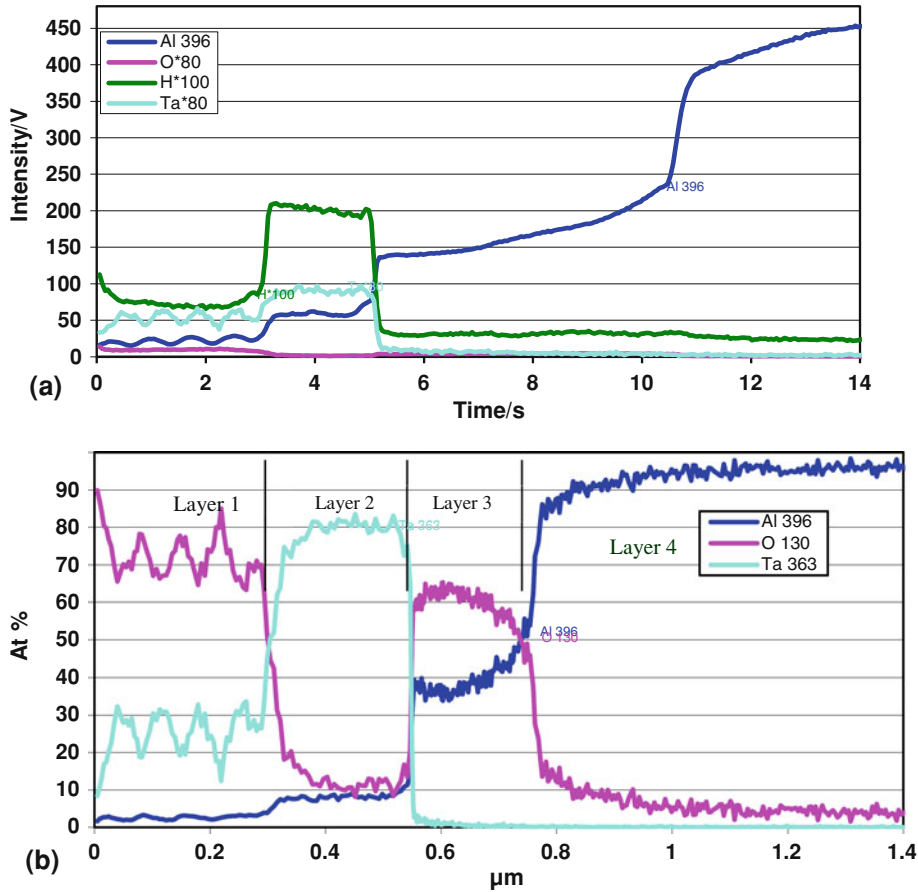 450
400
350
300
250
200
150
100
50
0
Intensity/V
Al 396
O*80
H*100
Ta*80
H*100
Al 396
0 2 4 6 8 10 12 14
(a)
Time/s
90
80
70
60
50
40
30
20
10
0
At %
Layer 1
Layer 2
Layer 3
Layer 4
Ta 363
Al 396
O 130
Al 396
O 130
Ta 363
0 0.2 0.4 0.6 0.8 1 1.2 1.4
(b)
µm